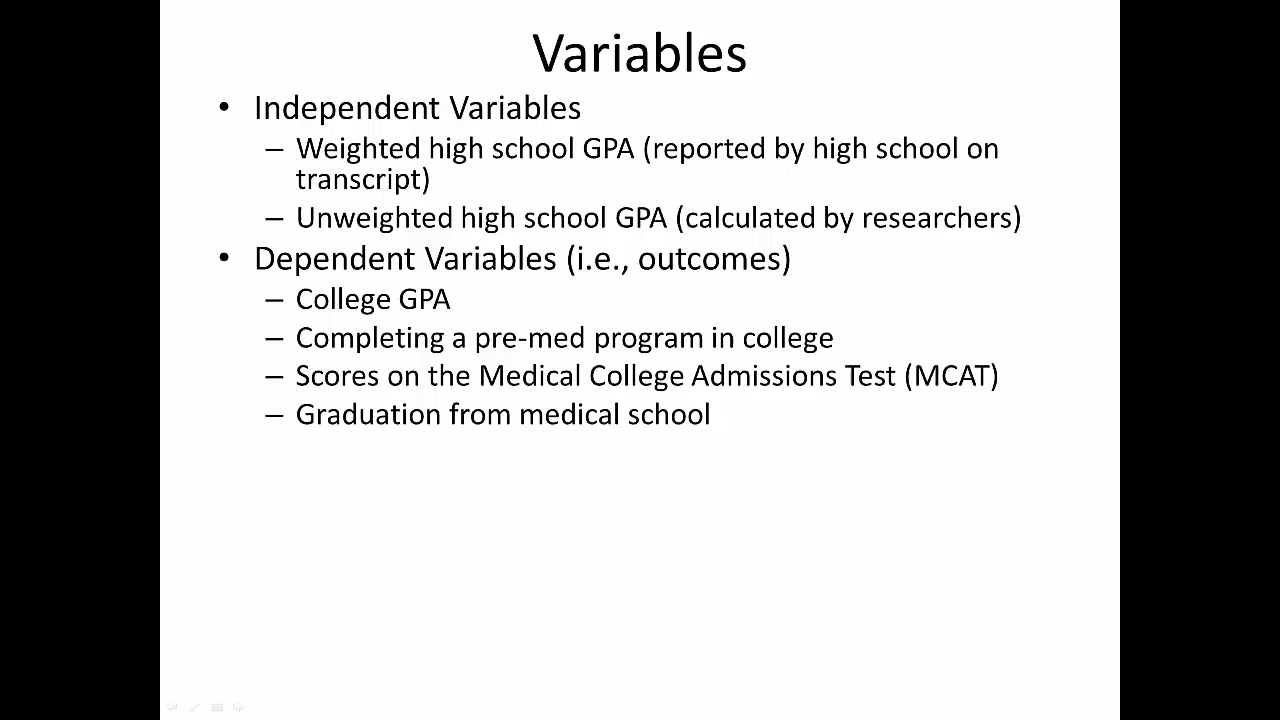 Variables
• Independent Variables
– Weighted high school GPA (reported by high school on
transcript)
– Unweighted high school GPA (calculated by researchers)
• Dependent Variables (i.e., outcomes)
– College GPA
– Completing a pre-med program in college
– Scores on the Medical College Admissions Test (MCAT)
– Graduation from medical school